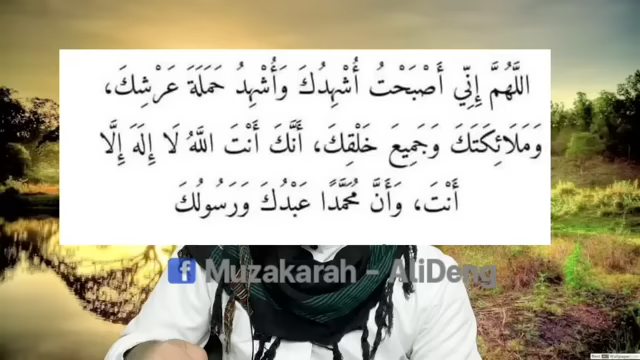 اللَّهُمَّ إِنِّي أَصْبَحْتُ أُشْهِدُكَ وَأُشْهِدُ حَمَلَةَ عَرْشِكَ،
وَمَلَائِكَتَكَ وَجَمِيعَ خَلْقِكَ، أَنَّكَ أَنْتَ اللَّهُ لَا إِلَهَ إِلَّا
أَنْتَ، وَأَنَّ مُحَمَّدًا عَبْدُكَ وَرَسُولُكَ
Muzakarah - AliDeng